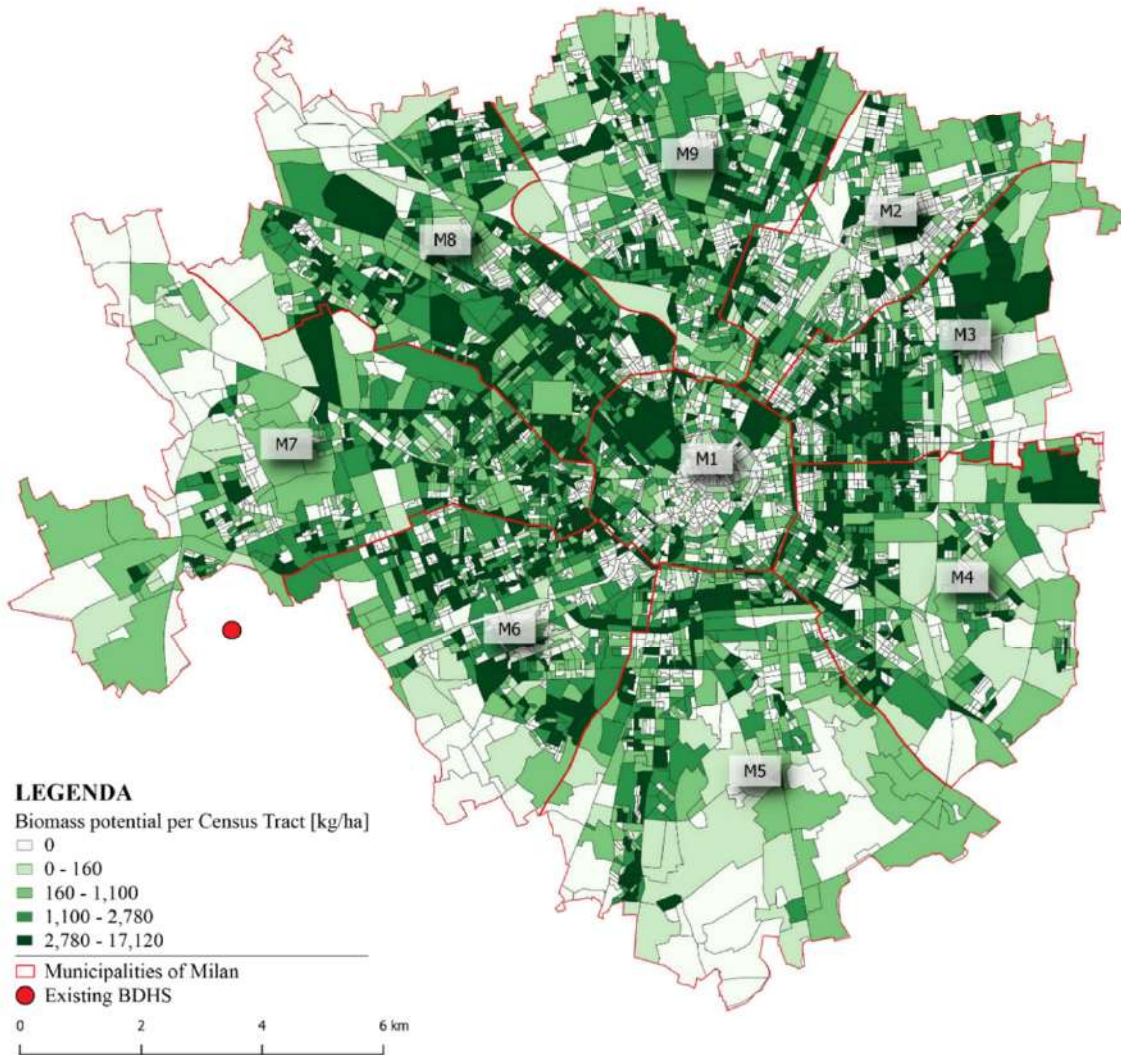 M9
M2
M8
M3
M7
M1
M4
M6
M5
LEGENDA
Biomass potential per Census Tract [kg/ha]
0
0 - 160
160 - 1,100
1,100 - 2,780
2,780 - 17,120
Municipalities of Milan
Existing BDHS
0 2 4 6 km